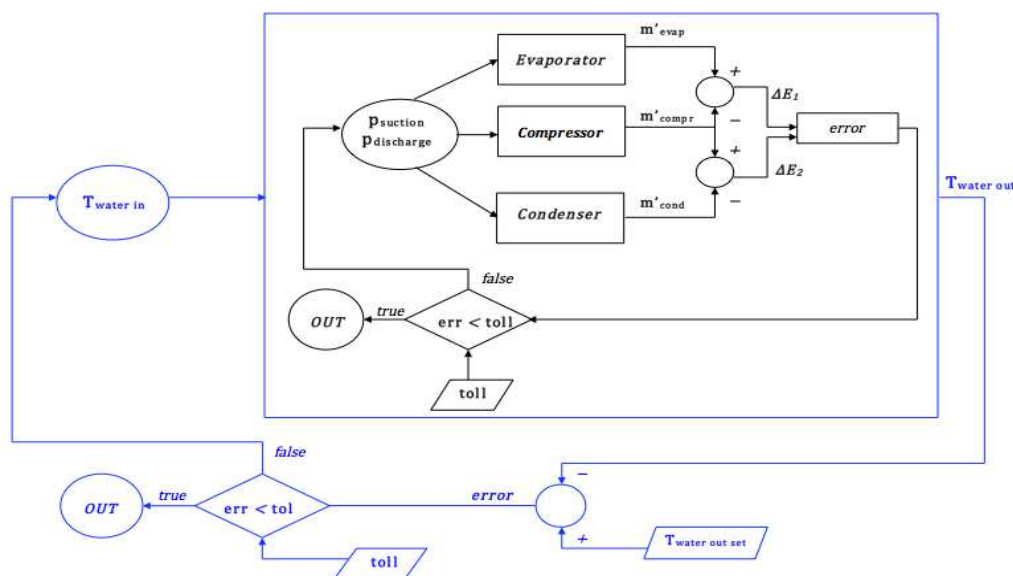 m'evap
Evaporator
+
ΔE1
−
psuction
pdischarge
Compressor
m'compr
error
+
ΔE2
−
Condenser
m'cond
Twater in
Twater out
false
true
OUT
err < toll
toll
false
−
true
error
OUT
err < tol
+
Twater out set
toll